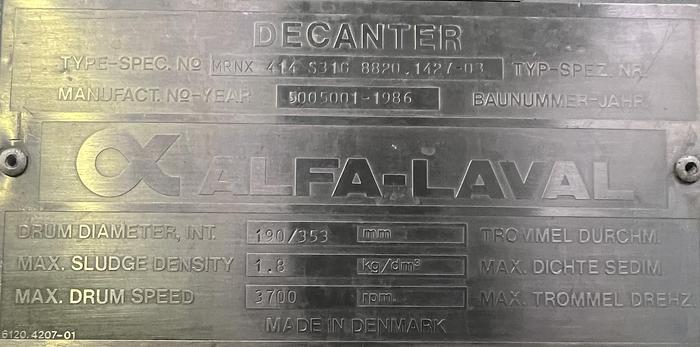 DECANTER
TYPE-SPEC. Nº MRNX 414 S31G 8820.1427-03 TYP-SPEZ. NR.
MANUFACT. Nº-YEAR 5005001-1986 BAUNUMMER-JAHR
ALFA-LAVAL
DRUM DIAMETER, INT. 190/353 mm TROMMEL DURCHM.
MAX. SLUDGE DENSITY 1.8 kg/dm³ MAX. DICHTE SEDIM.
MAX. DRUM SPEED 3700 rpm. MAX. TROMMEL DREHZ.
MADE IN DENMARK
6120.4207-01